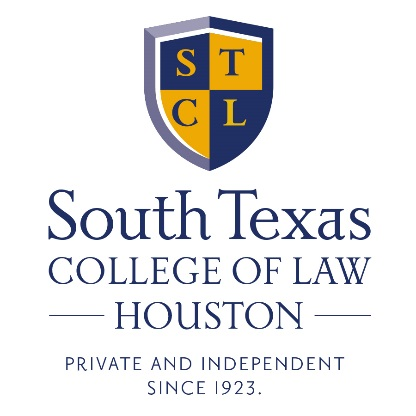 S T
C L
South Texas
COLLEGE OF LAW
HOUSTON
PRIVATE AND INDEPENDENT
SINCE 1923.